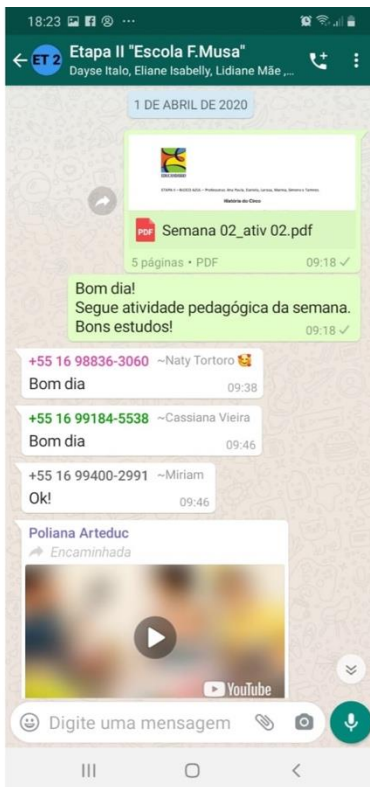 18:23
ET 2
Etapa II "Escola F.Musa"
Dayse Italo, Eliane Isabelly, Lidiane Mãe ,...
1 DE ABRIL DE 2020
História do Circo
PDF
Semana 02_ativ 02.pdf
5 páginas • PDF 09:18
Bom dia!
Segue atividade pedagógica da semana.
Bons estudos!
09:18
+55 16 98836-3060 ~Naty Tortoro
Bom dia
09:38
+55 16 99184-5538 ~Cassiana Vieira
Bom dia
09:46
+55 16 99400-2991 ~Miriam
Ok!
09:46
Poliana Arteduc
Encaminhada
YouTube
Digite uma mensagem